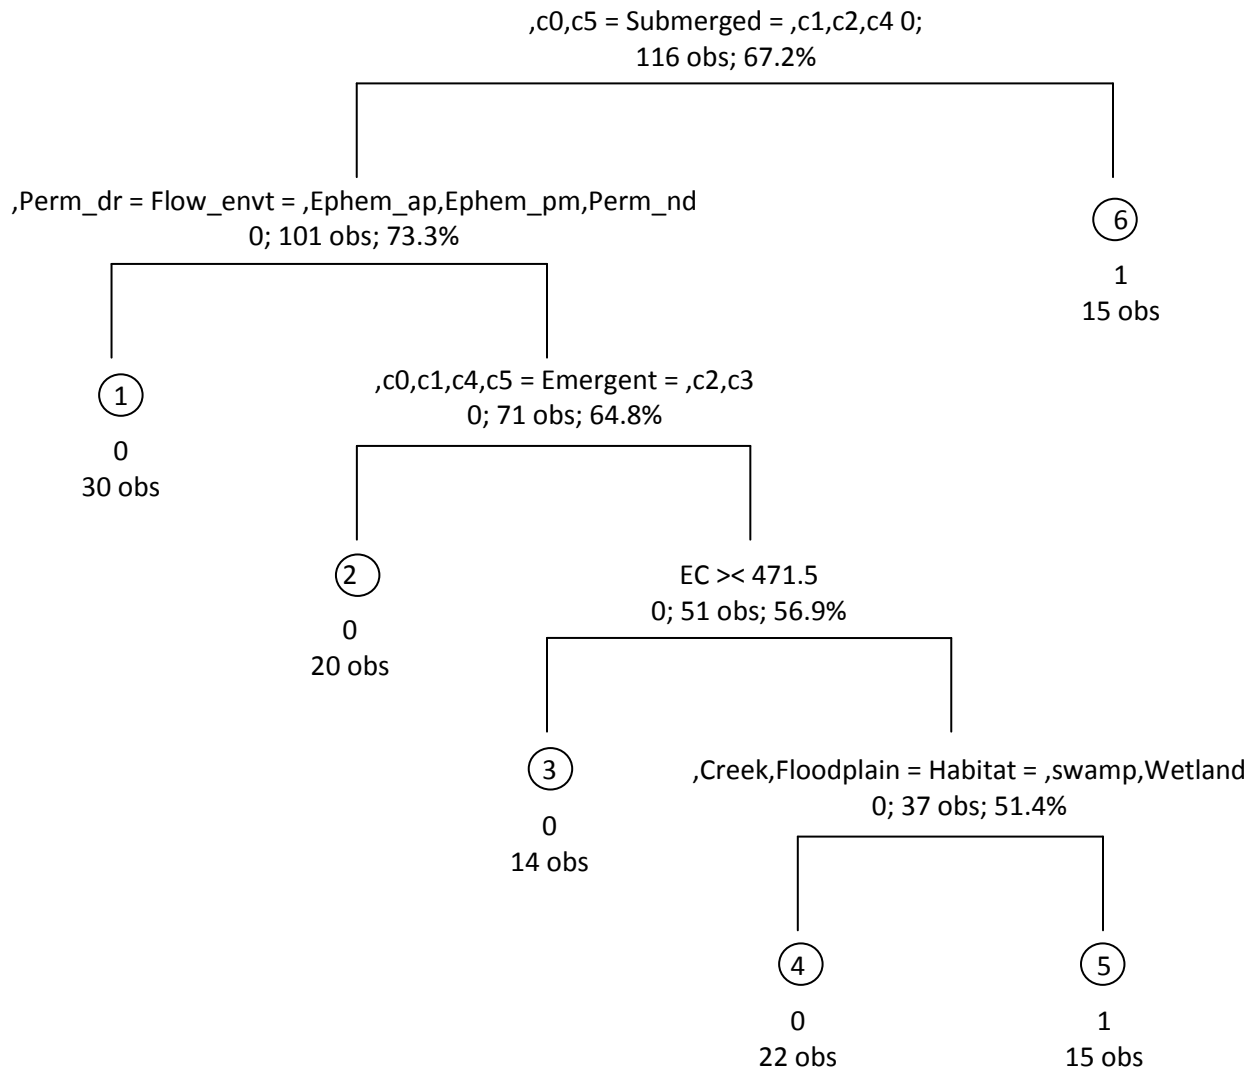 ,c0,c5 = Submerged = ,c1,c2,c4 0;
116 obs; 67.2%
,Perm_dr = Flow_envt = ,Ephem_ap,Ephem_pm,Perm_nd
0; 101 obs; 73.3%
6
1
15 obs
1
0
30 obs
,c0,c1,c4,c5 = Emergent = ,c2,c3
0; 71 obs; 64.8%
2
0
20 obs
EC >< 471.5
0; 51 obs; 56.9%
3
0
14 obs
,Creek,Floodplain = Habitat = ,swamp,Wetland
0; 37 obs; 51.4%
4
0
22 obs
5
1
15 obs